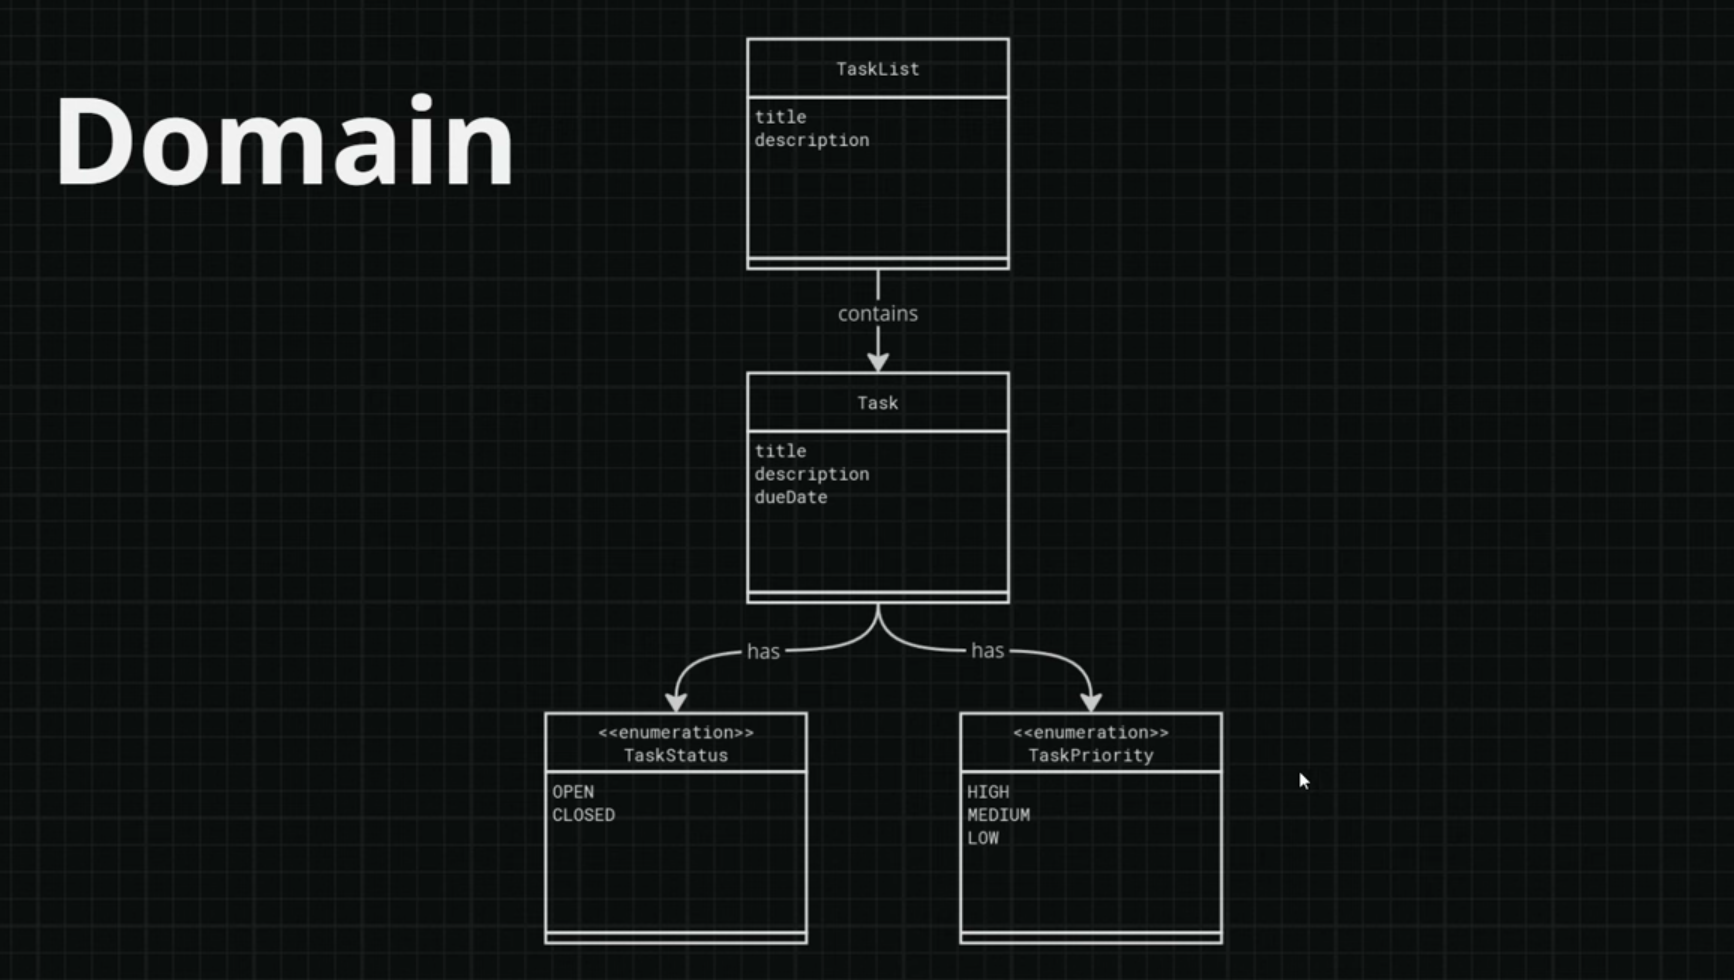 Domain
TaskList
title
description
contains
Task
title
description
dueDate
has
has
<<enumeration>>
TaskStatus
OPEN
CLOSED
<<enumeration>>
TaskPriority
HIGH
MEDIUM
LOW